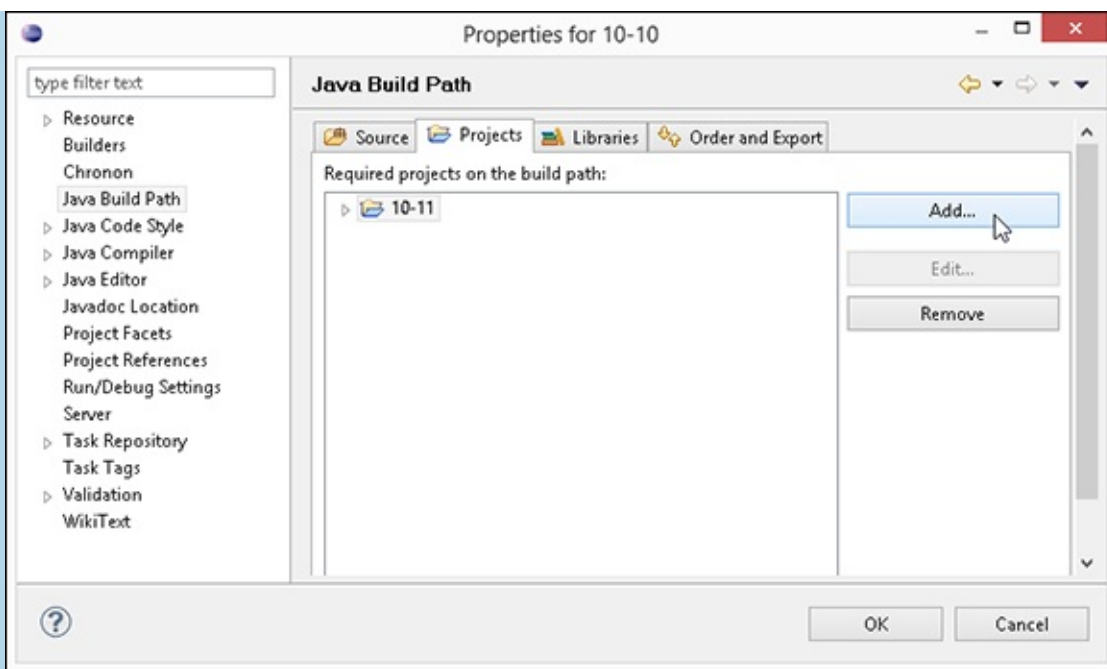 Properties for 10-10
type filter text
Resource
Builders
Chronon
Java Build Path
Java Code Style
Java Compiler
Java Editor
Javadoc Location
Project Facets
Project References
Run/Debug Settings
Server
Task Repository
Task Tags
Validation
WikiText
Java Build Path
Source Projects Libraries Order and Export
Required projects on the build path:
10-11
Add...
Edit...
Remove
OK Cancel